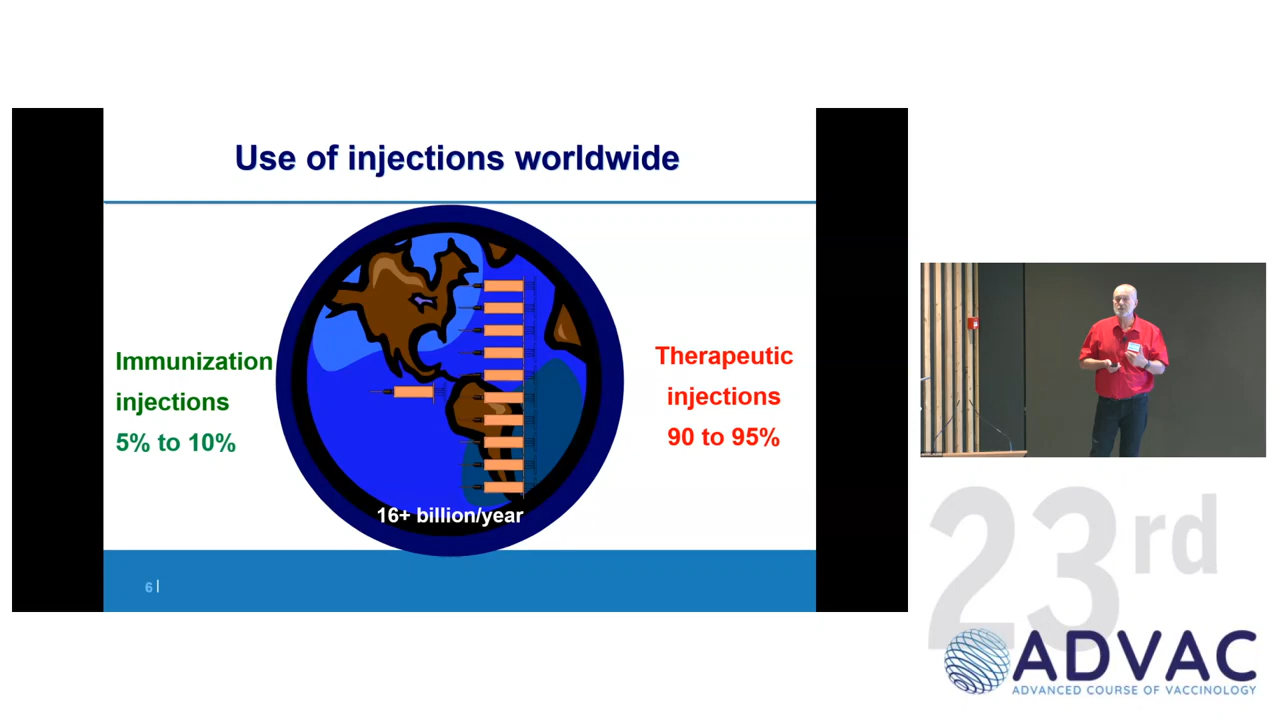 Use of injections worldwide
Immunization
injections
5% to 10%
Therapeutic
injections
90 to 95%
16+ billion/year
6 |
23rd
ADVAC
ADVANCED COURSE OF VACCINOLOGY